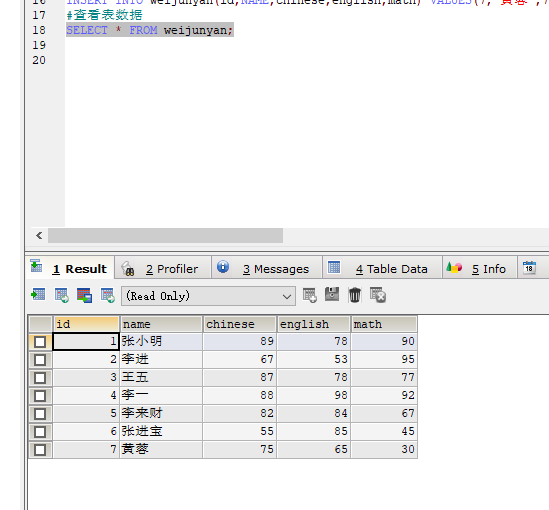 16 INSERT INTO weijunyan(id,NAME,chinese,english,math) VALUES(7,'黄蓉',7
17 #查看表数据
18 SELECT * FROM weijunyan;
19
20
1 Result 2 Profiler 3 Messages 4 Table Data 5 Info 18
(Read Only)
id name chinese english math
1 张小明 89 78 90
2 李进 67 53 95
3 王五 87 78 77
4 李一 88 98 92
5 李来财 82 84 67
6 张进宝 55 85 45
7 黄蓉 75 65 30